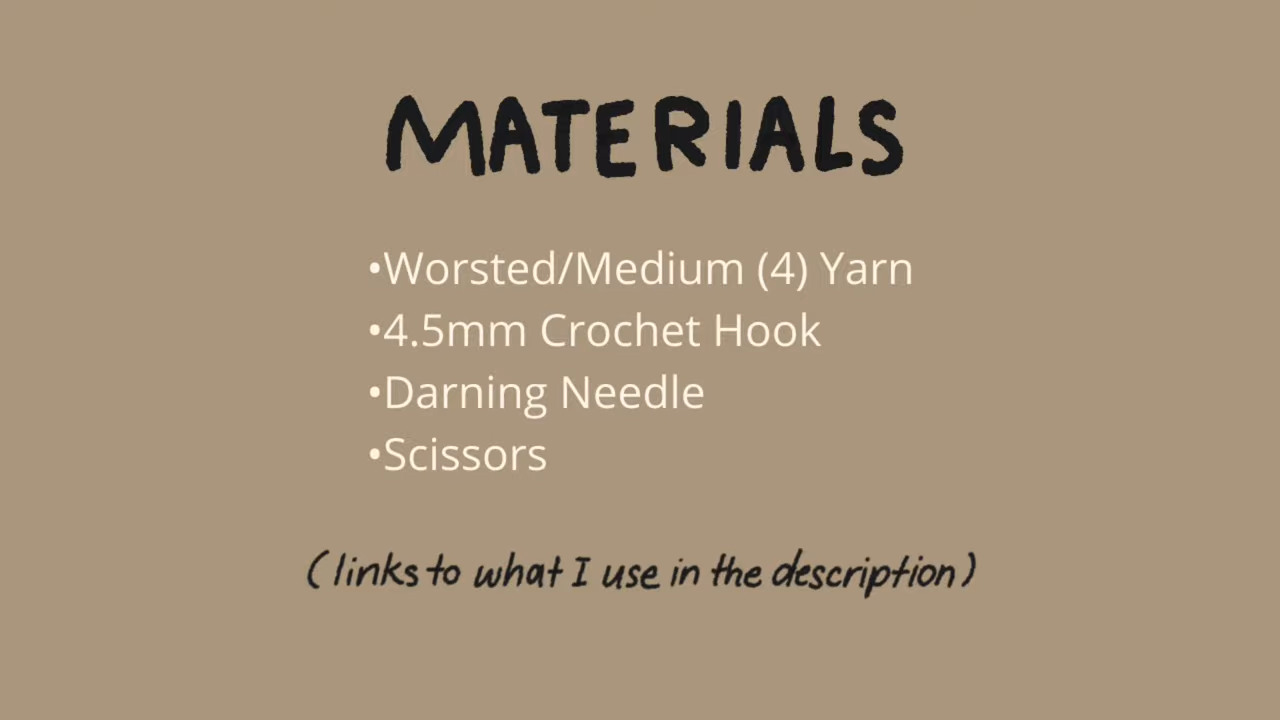 MATERIALS
•Worsted/Medium (4) Yarn
•4.5mm Crochet Hook
•Darning Needle
•Scissors
(links to what I use in the description)